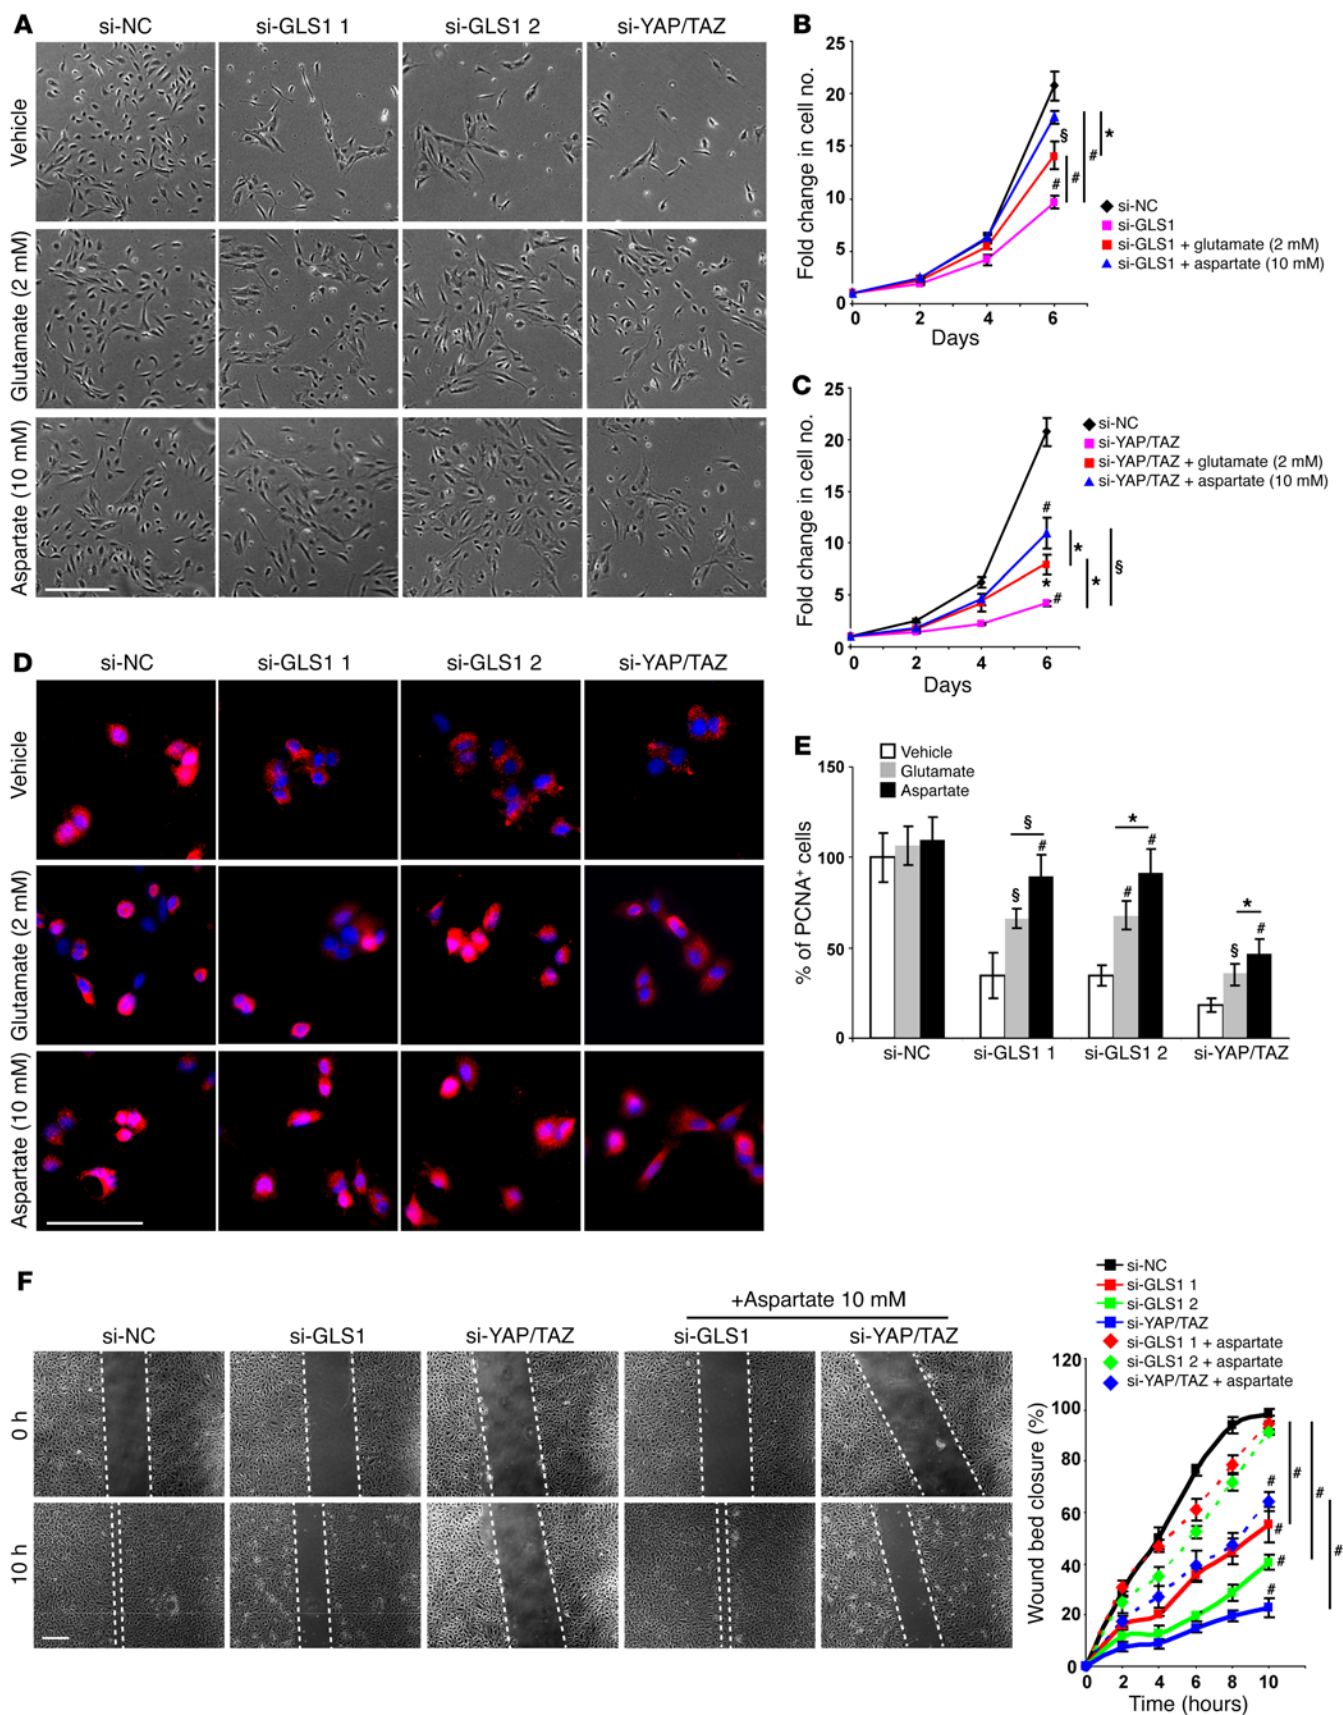 A
si-NC si-GLS1 1 si-GLS1 2 si-YAP/TAZ
Vehicle
Glutamate (2 mM)
Aspartate (10 mM)
B
Fold change in cell no.
25
20
15
10
5
0
0 2 4 6
Days
§ # # # *
si-NC
si-GLS1
si-GLS1 + glutamate (2 mM)
si-GLS1 + aspartate (10 mM)
C
Fold change in cell no.
25
20
15
10
5
0
0 2 4 6
Days
# * # * * §
si-NC
si-YAP/TAZ
si-YAP/TAZ + glutamate (2 mM)
si-YAP/TAZ + aspartate (10 mM)
D
si-NC si-GLS1 1 si-GLS1 2 si-YAP/TAZ
Vehicle
Glutamate (2 mM)
Aspartate (10 mM)
E
Vehicle
Glutamate
Aspartate
% of PCNA+ cells
150
100
50
0
§ § # * # # * § #
si-NC si-GLS1 1 si-GLS1 2 si-YAP/TAZ
F
+Aspartate 10 mM
si-NC si-GLS1 si-YAP/TAZ si-GLS1 si-YAP/TAZ
0 h
10 h
si-NC
si-GLS1 1
si-GLS1 2
si-YAP/TAZ
si-GLS1 1 + aspartate
si-GLS1 2 + aspartate
si-YAP/TAZ + aspartate
Wound bed closure (%)
120
100
80
60
40
20
0
# # # # # # #
0 2 4 6 8 10
Time (hours)